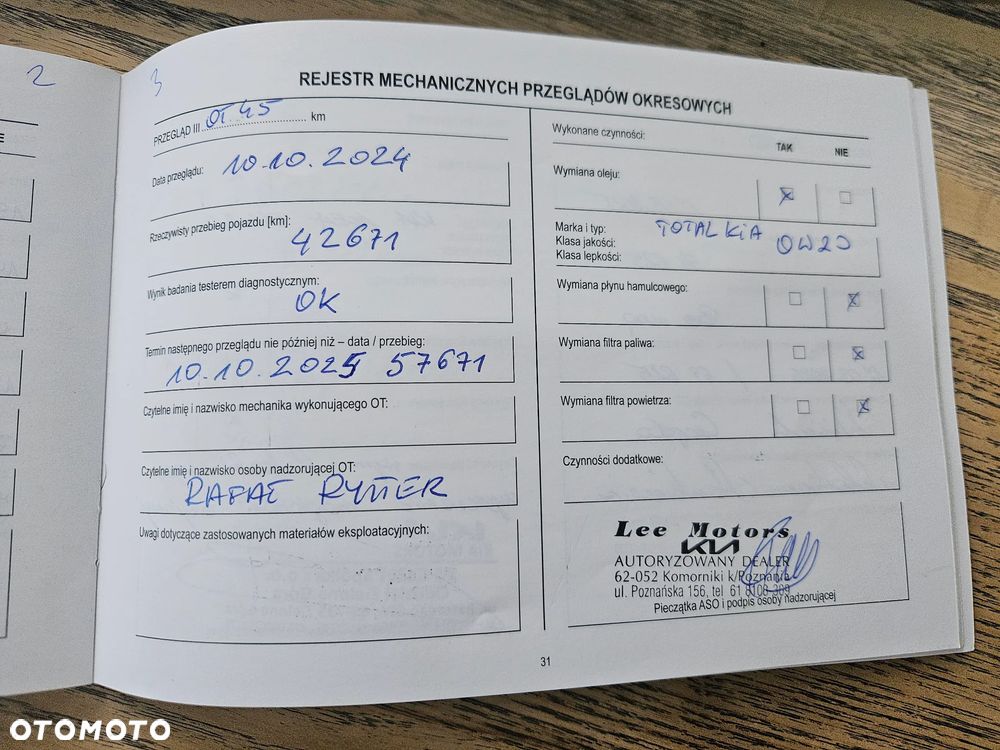 2
3
E
REJESTR MECHANICZNYCH PRZEGLĄDÓW OKRESOWYCH
PRZEGLĄD III OT 45 km
Data przeglądu: 10.10.2024
Rzeczywisty przebieg pojazdu [km]:
42671
Wynik badania testerem diagnostycznym:
OK
Termin następnego przeglądu nie później niż – data / przebieg:
10.10.2025 57671
Czytelne imię i nazwisko mechanika wykonującego OT:
Czytelne imię i nazwisko osoby nadzorującej OT:
RAFAŁ RYTTER
Uwagi dotyczące zastosowanych materiałów eksploatacyjnych:
Wykonane czynności:
TAK NIE
Wymiana oleju:
Marka i typ: TOTAL KIA
Klasa jakości: 0W20
Klasa lepkości:
Wymiana płynu hamulcowego:
Wymiana filtra paliwa:
Wymiana filtra powietrza:
Czynności dodatkowe:
Lee Motors
KIA
AUTORYZOWANY DEALER
62-052 Komorniki k/Poznania
ul. Poznańska 156, tel 61 8108 309
Pieczątka ASO i podpis osoby nadzorującej
31
OTOMOTO